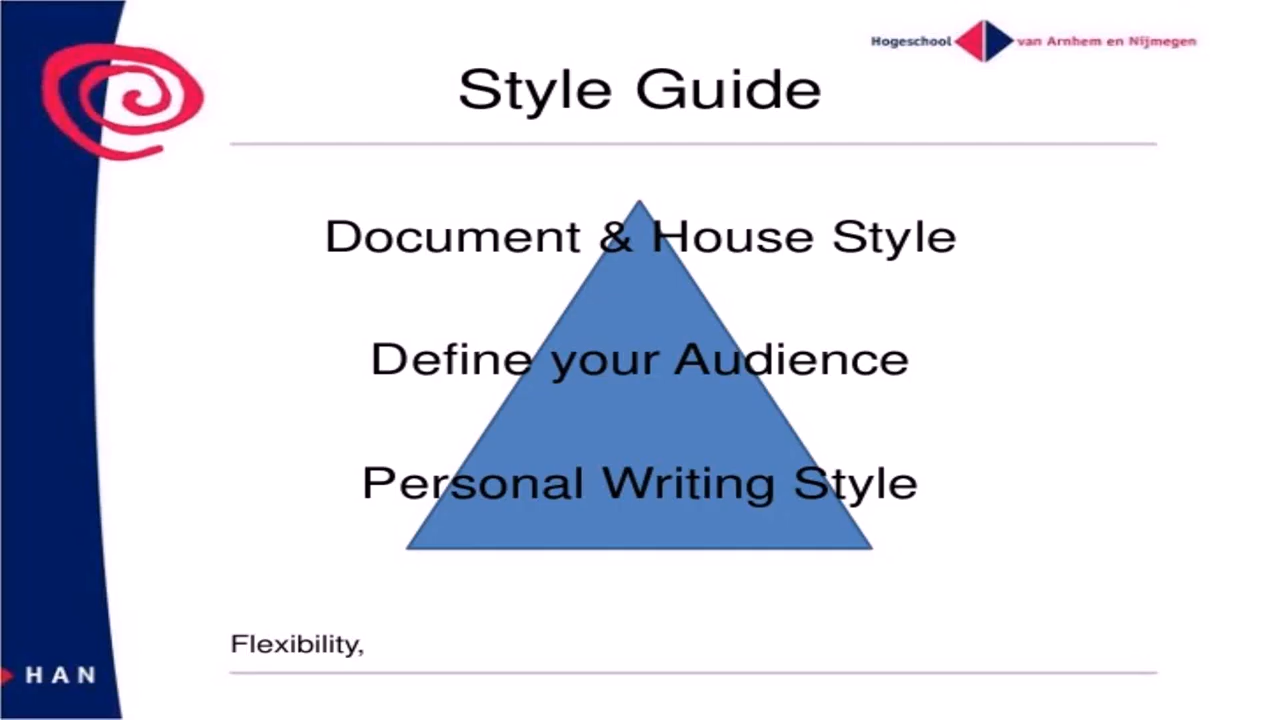 Hogeschool van Arnhem en Nijmegen
Style Guide
Document & House Style
Define your Audience
Personal Writing Style
Flexibility,
HAN